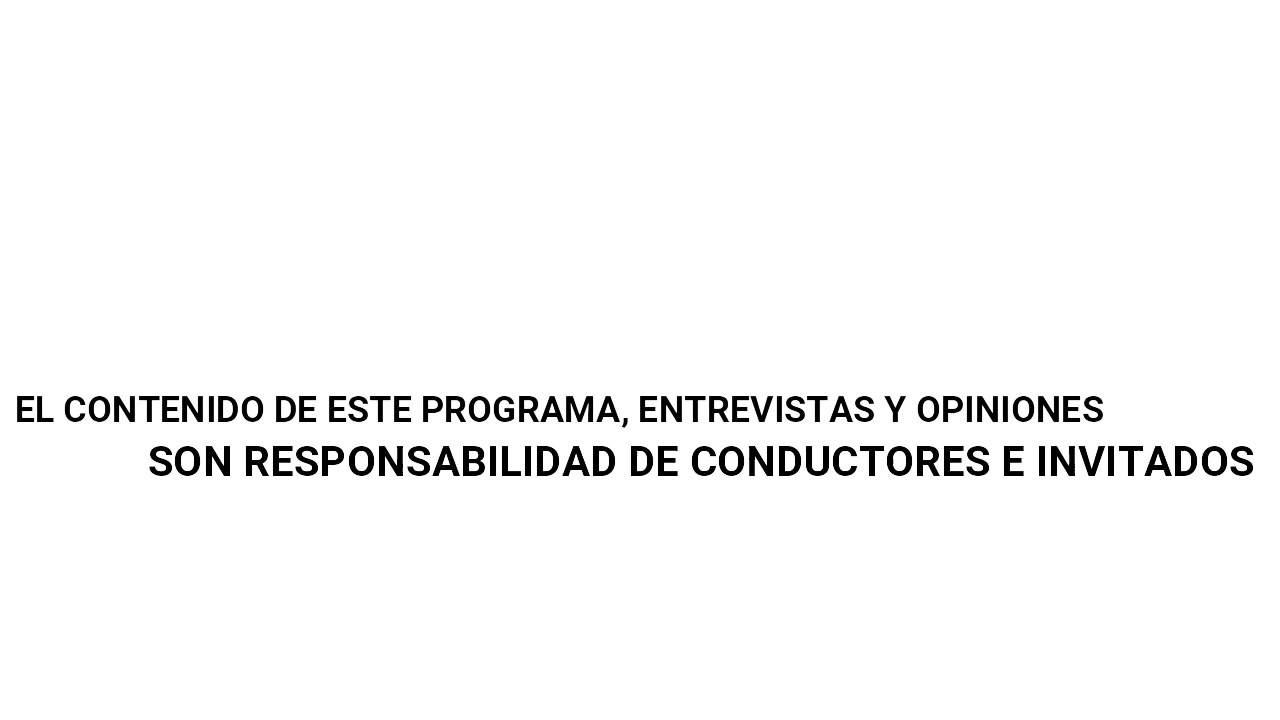 EL CONTENIDO DE ESTE PROGRAMA, ENTREVISTAS Y OPINIONES
SON RESPONSABILIDAD DE CONDUCTORES E INVITADOS